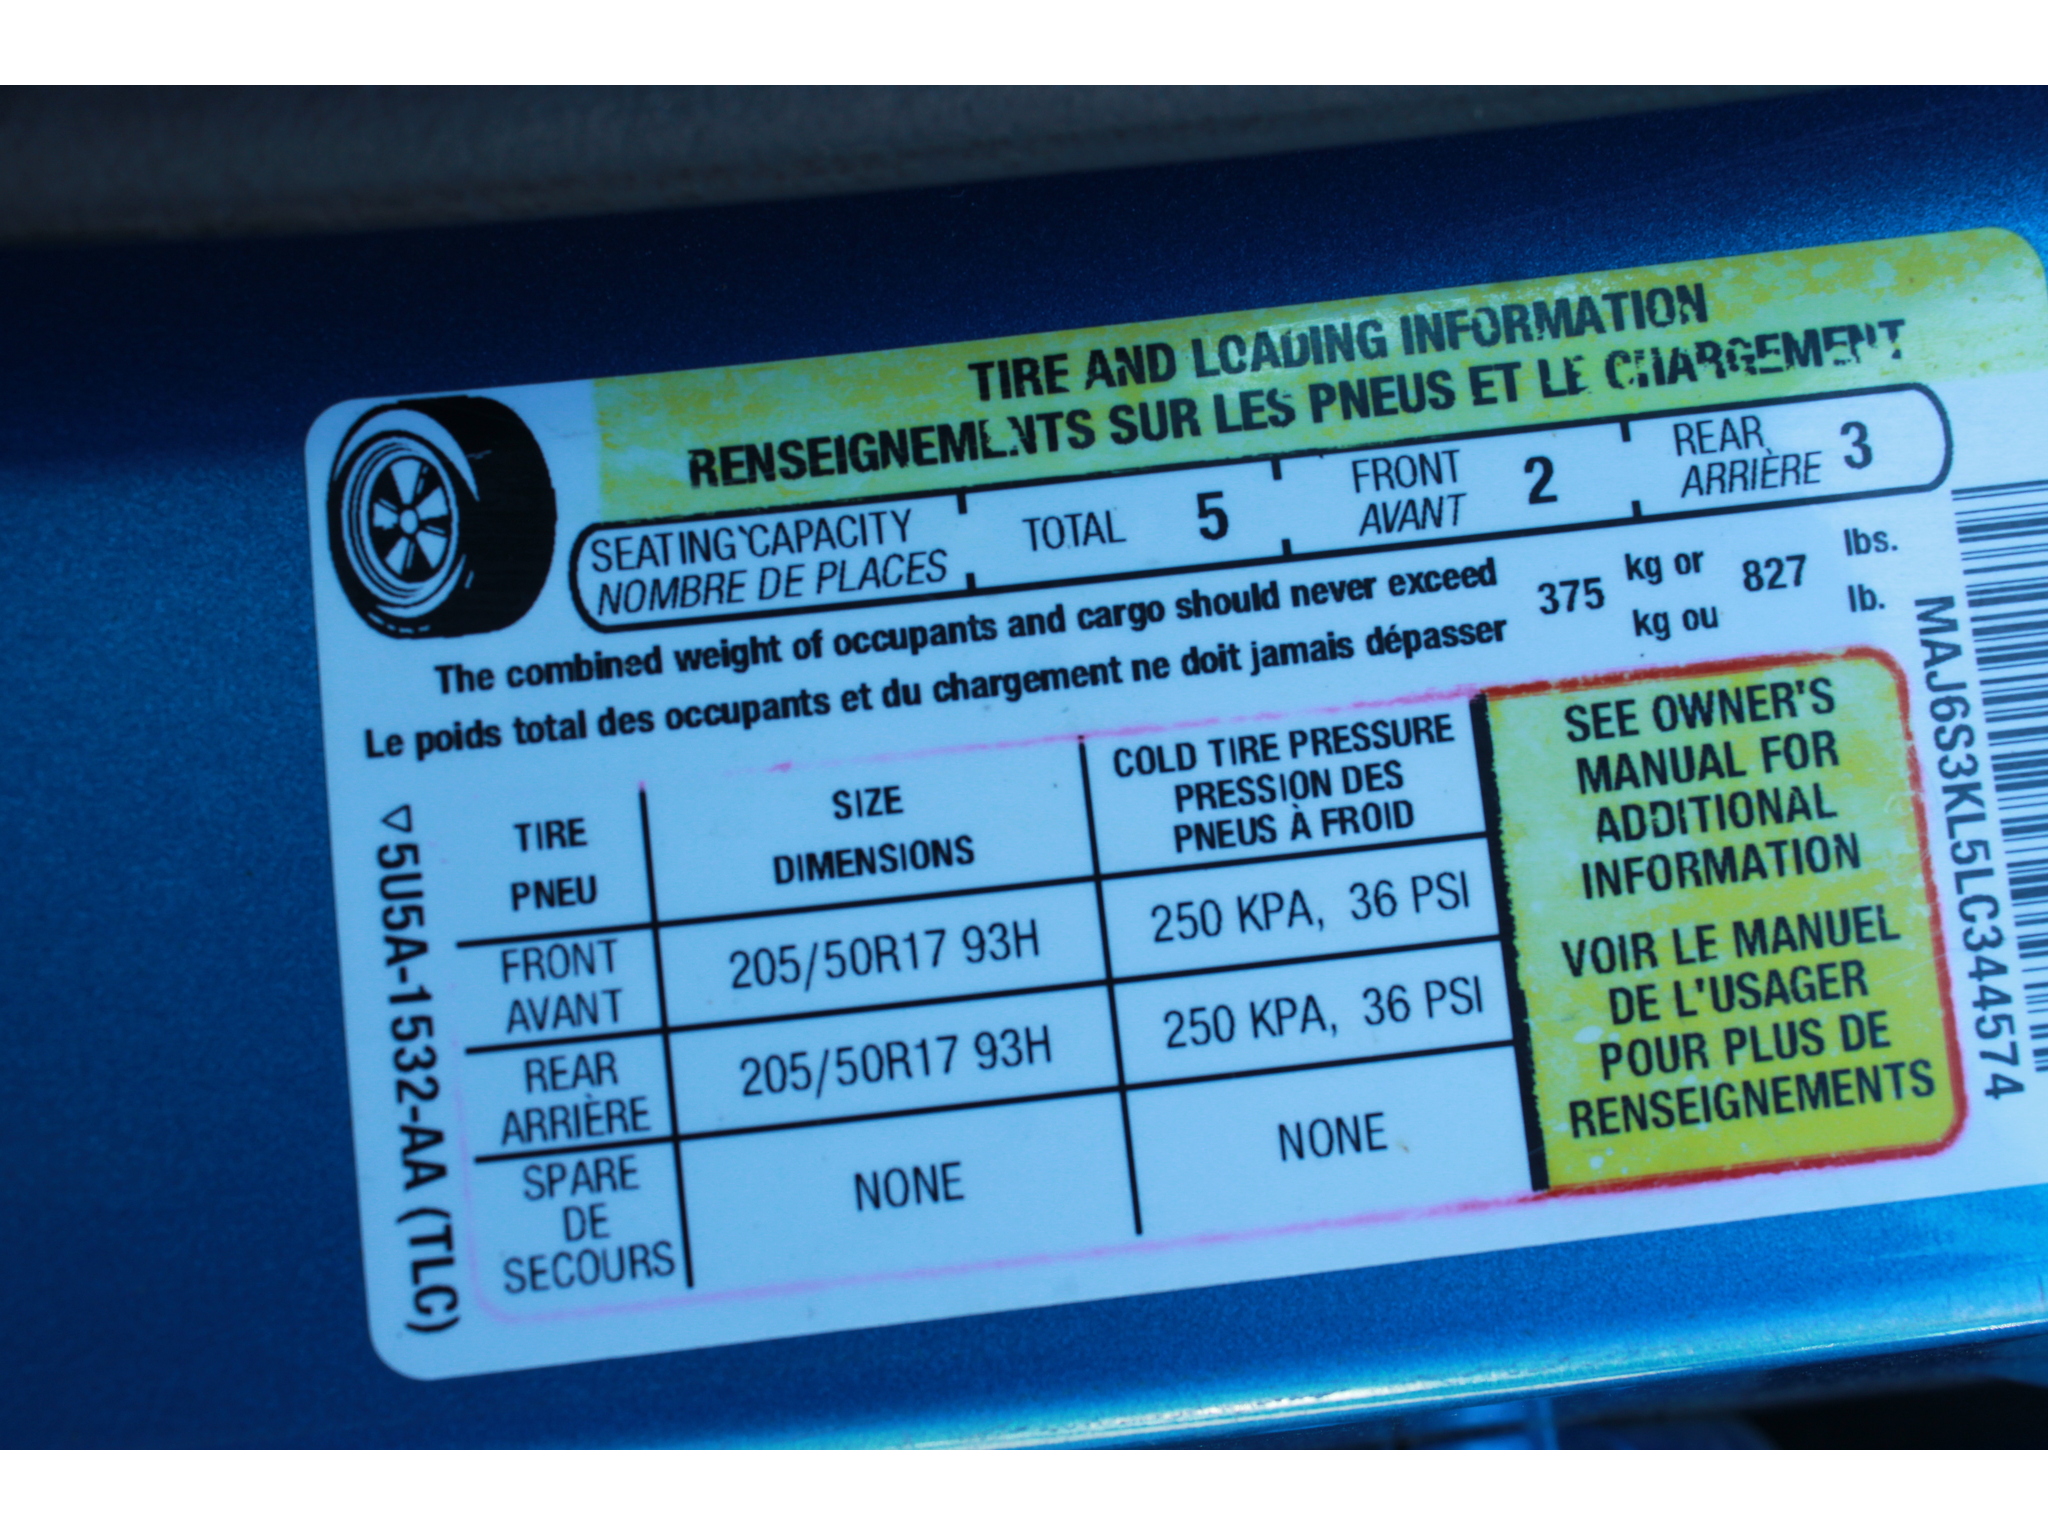 TIRE AND LOADING INFORMATION
RENSEIGNEMENTS SUR LES PNEUS ET LE CHARGEMENT
SEATING CAPACITY
NOMBRE DE PLACES
TOTAL 5
FRONT
AVANT
2
REAR
ARRIÈRE
3
The combined weight of occupants and cargo should never exceed 375 kg or 827 lbs.
Le poids total des occupants et du chargement ne doit jamais dépasser kg ou lb.
TIRE
PNEU
SIZE
DIMENSIONS
COLD TIRE PRESSURE
PRESSION DES
PNEUS À FROID
FRONT
AVANT
205/50R17 93H
250 KPA, 36 PSI
REAR
ARRIÈRE
205/50R17 93H
250 KPA, 36 PSI
SPARE
DE
SECOURS
NONE
NONE
SEE OWNER'S
MANUAL FOR
ADDITIONAL
INFORMATION
VOIR LE MANUEL
DE L'USAGER
POUR PLUS DE
RENSEIGNEMENTS
5U5A-1532-AA (TLC)
MAJ6S3KL5LC344574